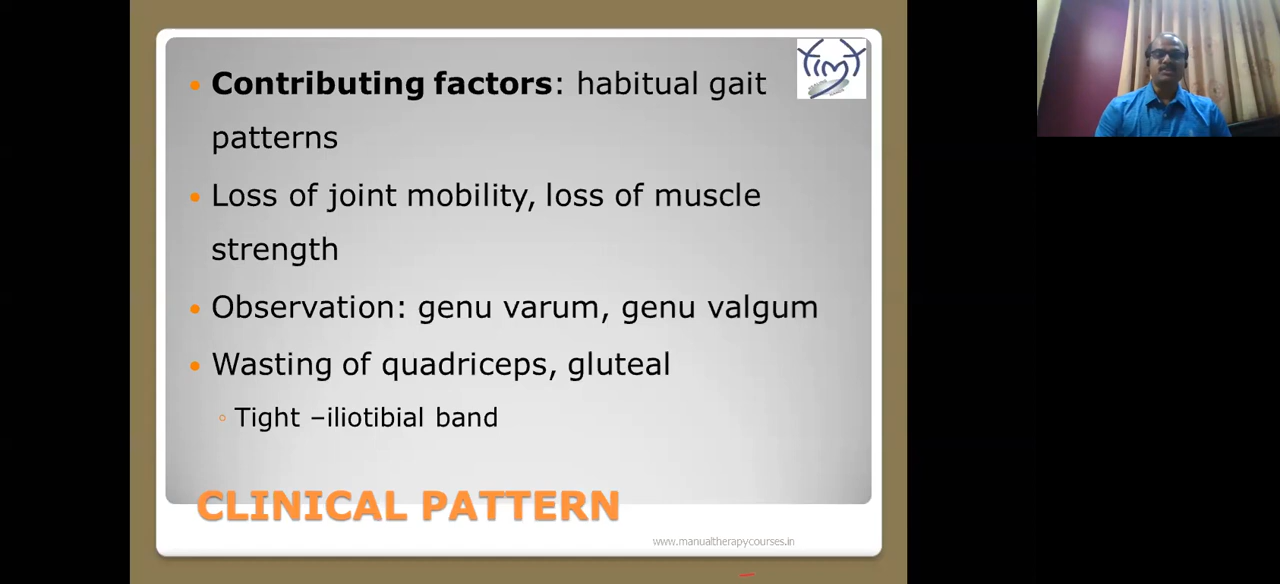 Contributing factors: habitual gait
patterns
Loss of joint mobility, loss of muscle
strength
Observation: genu varum, genu valgum
Wasting of quadriceps, gluteal
Tight –iliotibial band
CLINICAL PATTERN
www.manualtherapycourses.in